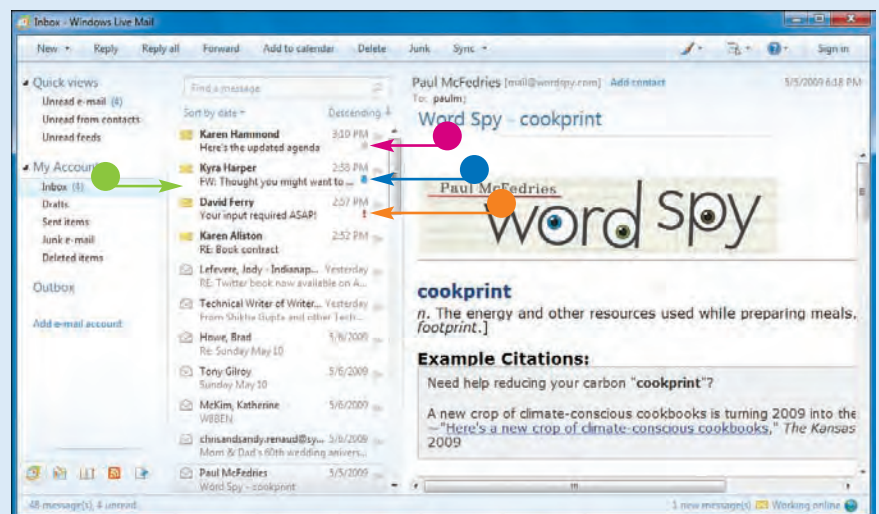 Inbox - Windows Live Mail
New Reply Reply all Forward Add to calendar Delete Junk Sync Sign in
Quick views
Unread e-mail (4)
Unread from contacts
Unread feeds
My Account
Inbox (4)
Drafts
Sent items
Junk e-mail
Deleted items
Outbox
Add e-mail account
Find a message
Sort by date Descending
Karen Hammond 3:10 PM
Here's the updated agenda
Kyra Harper 2:58 PM
FW: Thought you might want to ...
David Ferry 2:57 PM
Your input required ASAP!
Karen Aliston 2:52 PM
RE: Book contract
Lefevere, Jody - Indianap... Yesterday
RE: Twitter book now available on A...
Technical Writer of Writer... Yesterday
From Shikha Gupta and other Tech...
Howe, Brad 5/6/2009
Re: Sunday May 10
Tony Gilroy 5/6/2009
Sunday May 10
McKim, Katherine 5/6/2009
WBBEN
chrisandsandy.renaud@sy... 5/6/2009
Mom & Dad's 60th wedding anivers...
Paul McFedries 5/5/2009
Word Spy - cookprint
Paul McFedries [mail@wordspy.com] Add contact 5/5/2009 6:18 PM
To: paulm;
Word Spy - cookprint
Paul McFedries
word spy
cookprint
n. The energy and other resources used while preparing meals.
footprint.]
Example Citations:
Need help reducing your carbon "cookprint"?
A new crop of climate-conscious cookbooks is turning 2009 into the
—"Here's a new crop of climate-conscious cookbooks," The Kansas
2009
48 message(s), 4 unread 1 new message(s) Working online